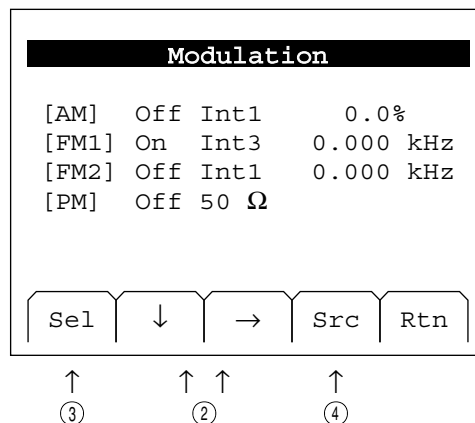 Modulation
[AM] Off Int1 0.0%
[FM1] On Int3 0.000 kHz
[FM2] Off Int1 0.000 kHz
[PM] Off 50 Ω
Sel ↓ → Src Rtn
↑ ↑ ↑ ↑
③ ② ④